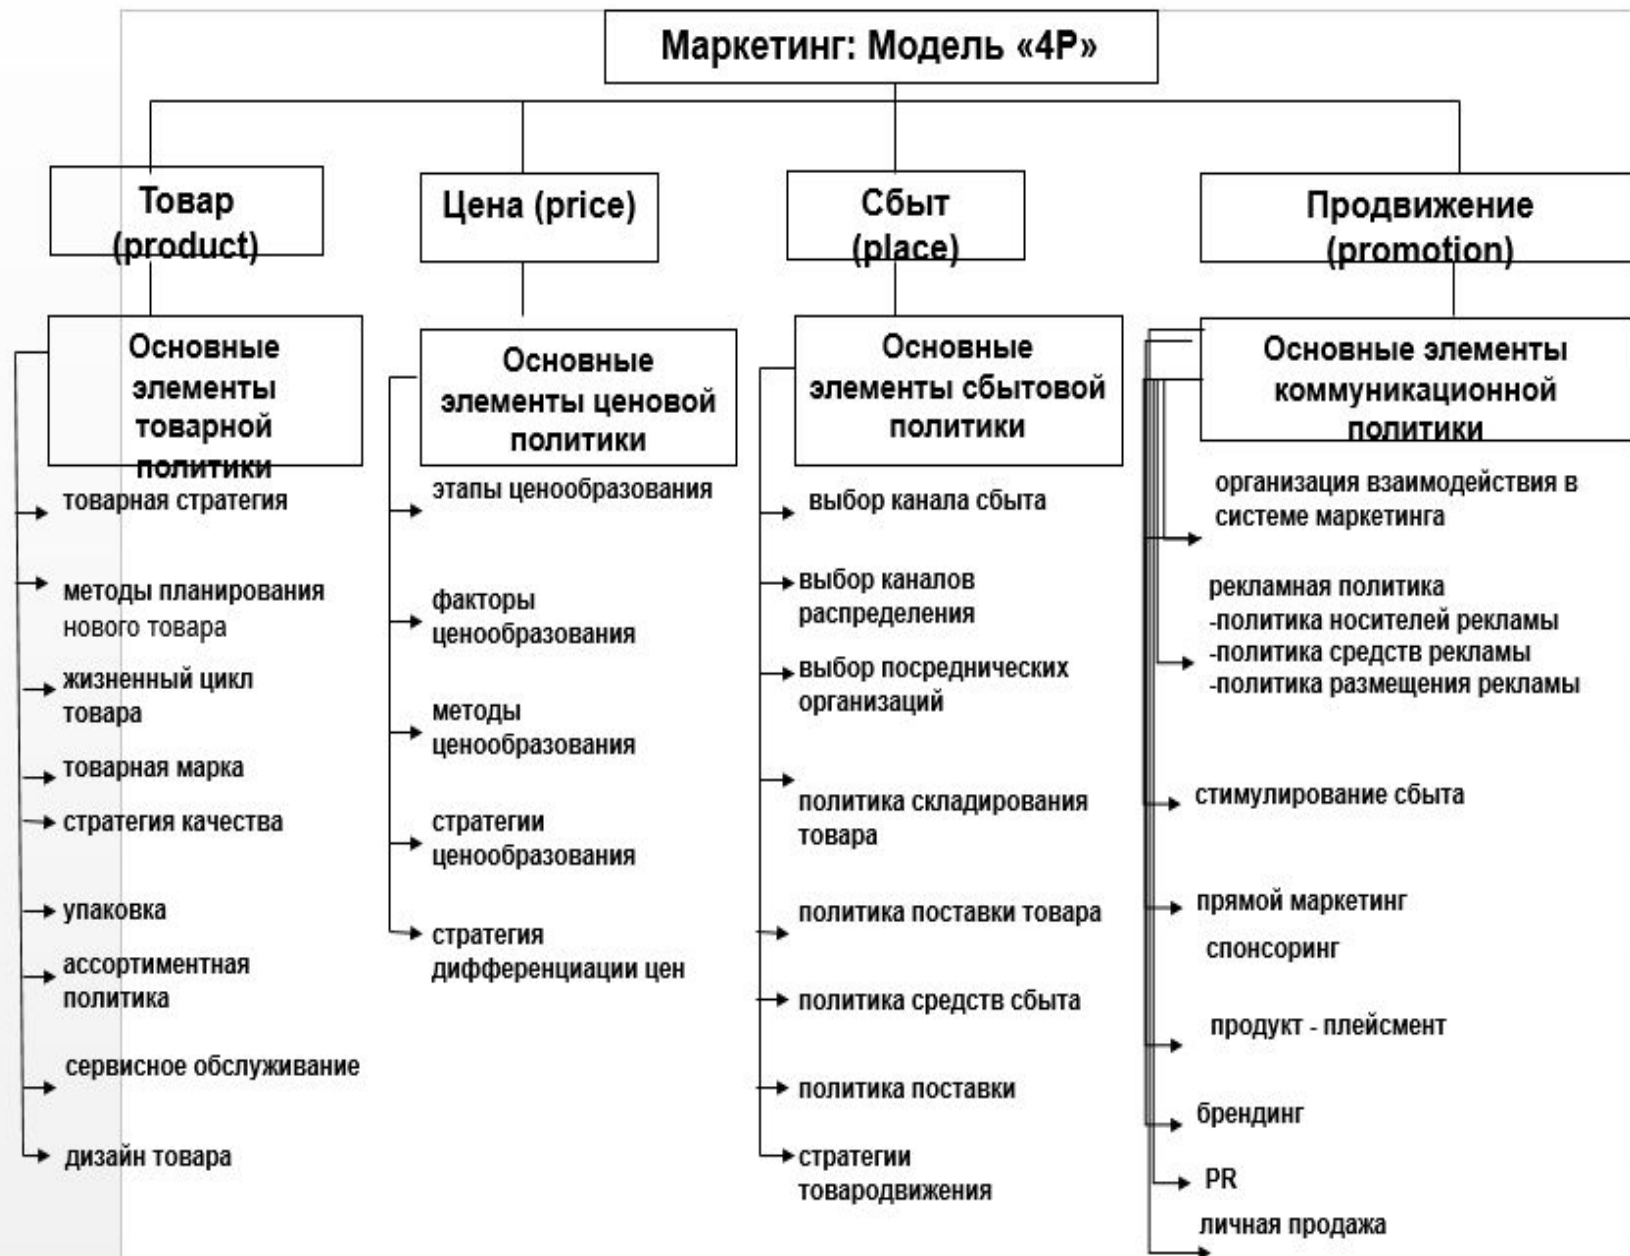 Маркетинг: Модель «4P»
Товар
(product)
Основные
элементы
товарной
политики
товарная стратегия
методы планирования
нового товара
жизненный цикл
товара
товарная марка
стратегия качества
упаковка
ассортиментная
политика
сервисное обслуживание
дизайн товара
Цена (price)
Основные
элементы ценовой
политики
этапы ценообразования
факторы
ценообразования
методы
ценообразования
стратегии
ценообразования
стратегия
дифференциации цен
Сбыт
(place)
Основные
элементы сбытовой
политики
выбор канала сбыта
выбор каналов
распределения
выбор посреднических
организаций
политика складирования
товара
политика поставки товара
политика средств сбыта
политика поставки
стратегии
товародвижения
Продвижение
(promotion)
Основные элементы
коммуникационной
политики
организация взаимодействия в
системе маркетинга
рекламная политика
-политика носителей рекламы
-политика средств рекламы
-политика размещения рекламы
стимулирование сбыта
прямой маркетинг
спонсоринг
продукт - плейсмент
брендинг
PR
личная продажа